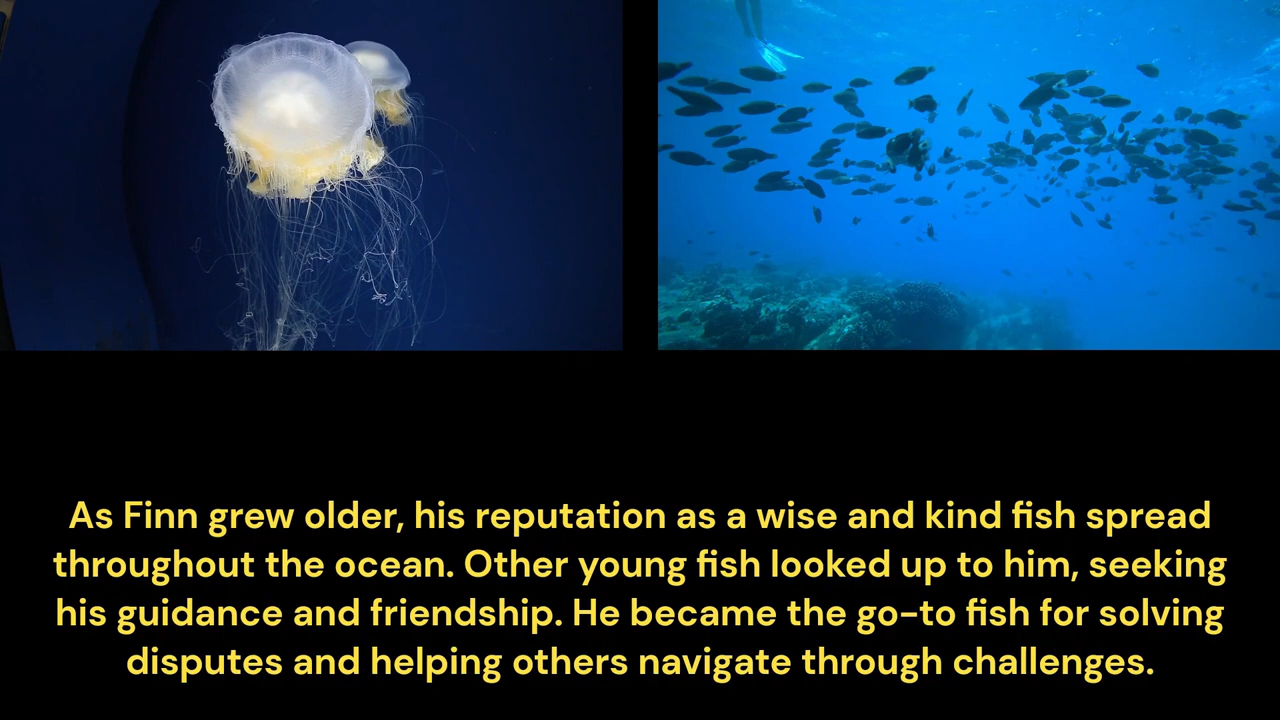 As Finn grew older, his reputation as a wise and kind fish spread
throughout the ocean. Other young fish looked up to him, seeking
his guidance and friendship. He became the go-to fish for solving
disputes and helping others navigate through challenges.